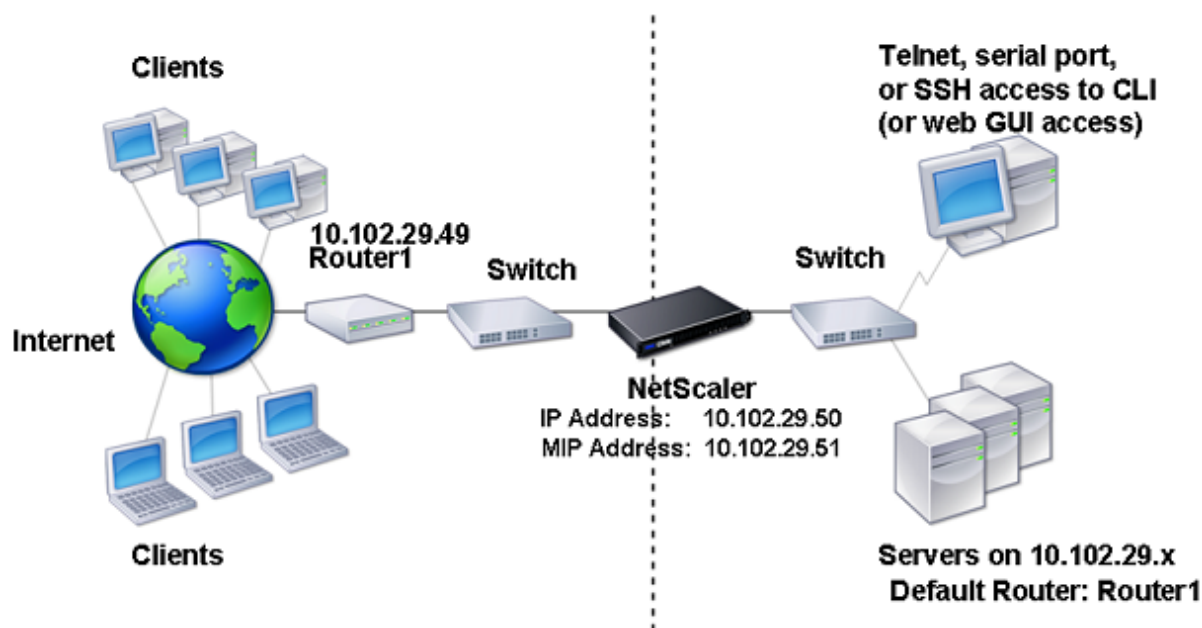 Clients
Telnet, serial port,
or SSH access to CLI
(or web GUI access)
10.102.29.49
Router1
Switch
Switch
Internet
NetScaler
IP Address: 10.102.29.50
MIP Address: 10.102.29.51
Clients
Servers on 10.102.29.x
Default Router: Router1